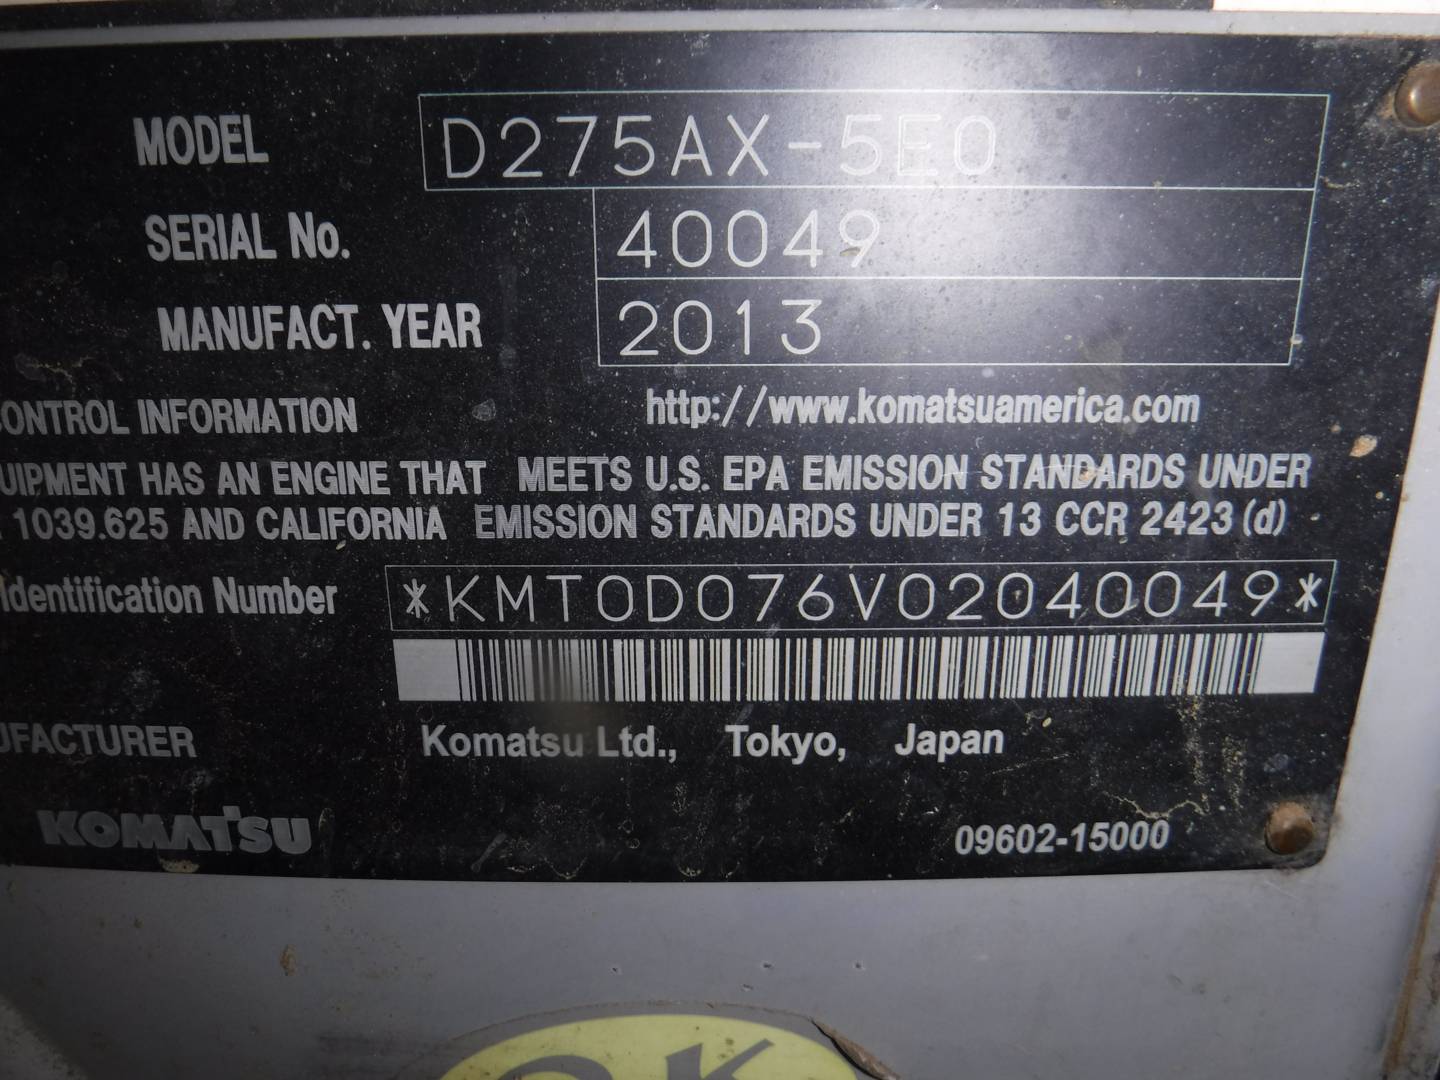 MODEL D275AX-5E0
SERIAL No. 40049
MANUFACT. YEAR 2013
CONTROL INFORMATION http://www.komatsuamerica.com
UIPMENT HAS AN ENGINE THAT MEETS U.S. EPA EMISSION STANDARDS UNDER
1039.625 AND CALIFORNIA EMISSION STANDARDS UNDER 13 CCR 2423 (d)
Identification Number *KMT0D076V02040049*
UFACTURER Komatsu Ltd., Tokyo, Japan
KOMATSU 09602-15000
OK